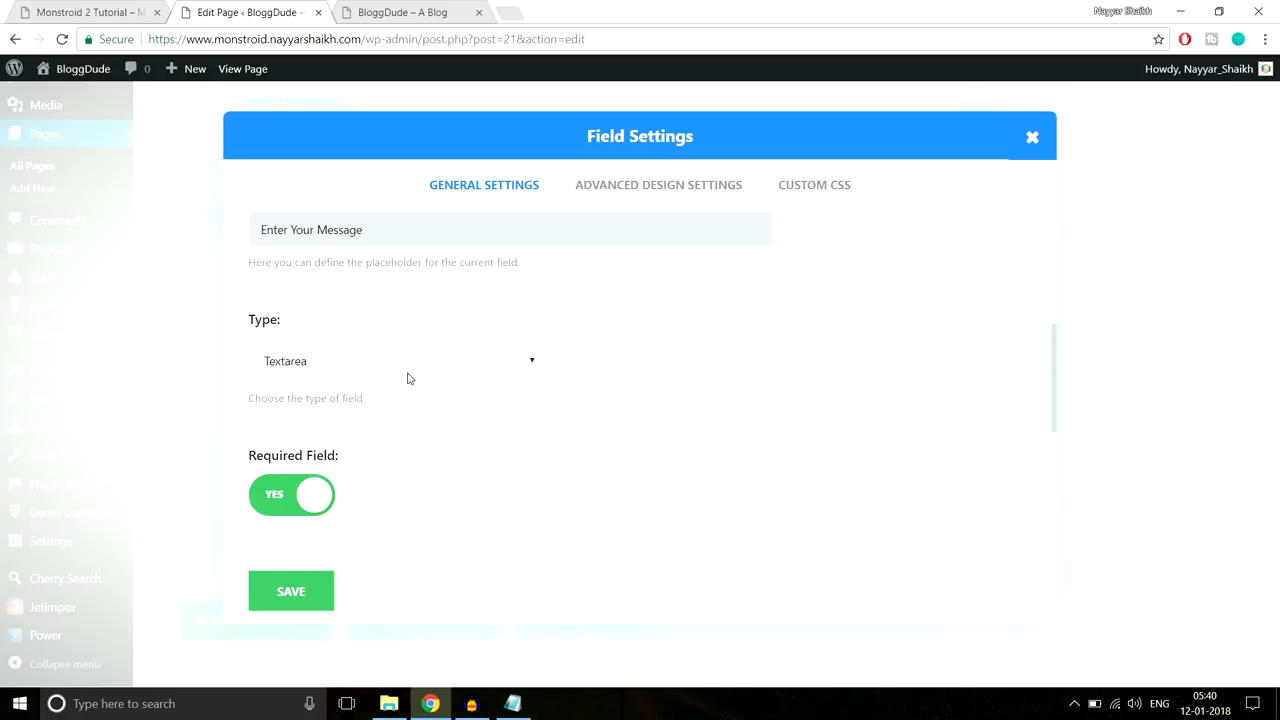 Monstroid 2 Tutorial – M
Edit Page ‹ BloggDude —
BloggDude – A Blog
Nayyar Shaikh
Secure
https://www.monstroid.nayyarshaikh.com/wp-admin/post.php?post=21&action=edit
BloggDude
0
New
View Page
Howdy, Nayyar_Shaikh
Media
Pages
All Pages
Add New
Comments
Projects
Settings
Cherry Search
Jetimpex
Power
Collapse menu
Field Settings
GENERAL SETTINGS
ADVANCED DESIGN SETTINGS
CUSTOM CSS
Enter Your Message
Here you can define the placeholder for the current field.
Type:
Textarea
Choose the type of field
Required Field:
YES
SAVE
Type here to search
ENG
05:40
12-01-2018